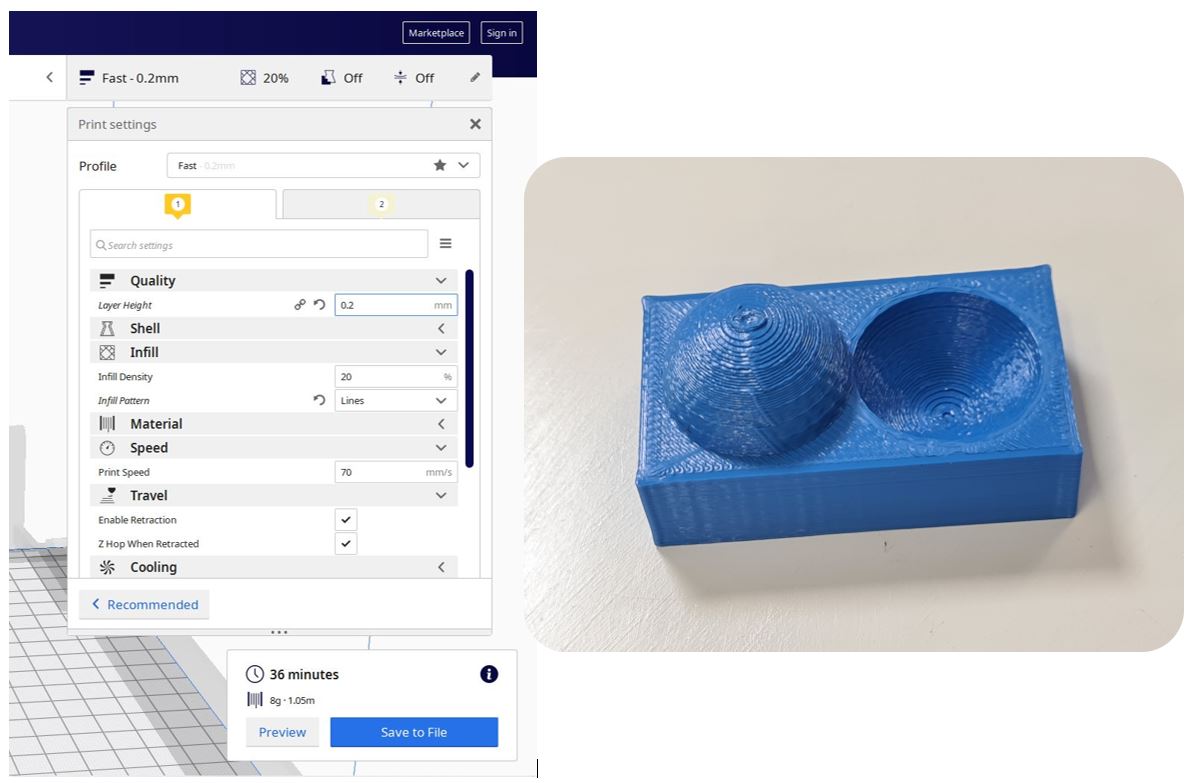 Marketplace Sign in
Fast - 0.2mm 20% Off Off
Print settings
Profile Fast - 0.2mm
1 2
Search settings
Quality
Layer Height 0.2 mm
Shell
Infill
Infill Density 20 %
Infill Pattern Lines
Material
Speed
Print Speed 70 mm/s
Travel
Enable Retraction
Z Hop When Retracted
Cooling
Recommended
36 minutes
8g · 1.05m
Preview Save to File